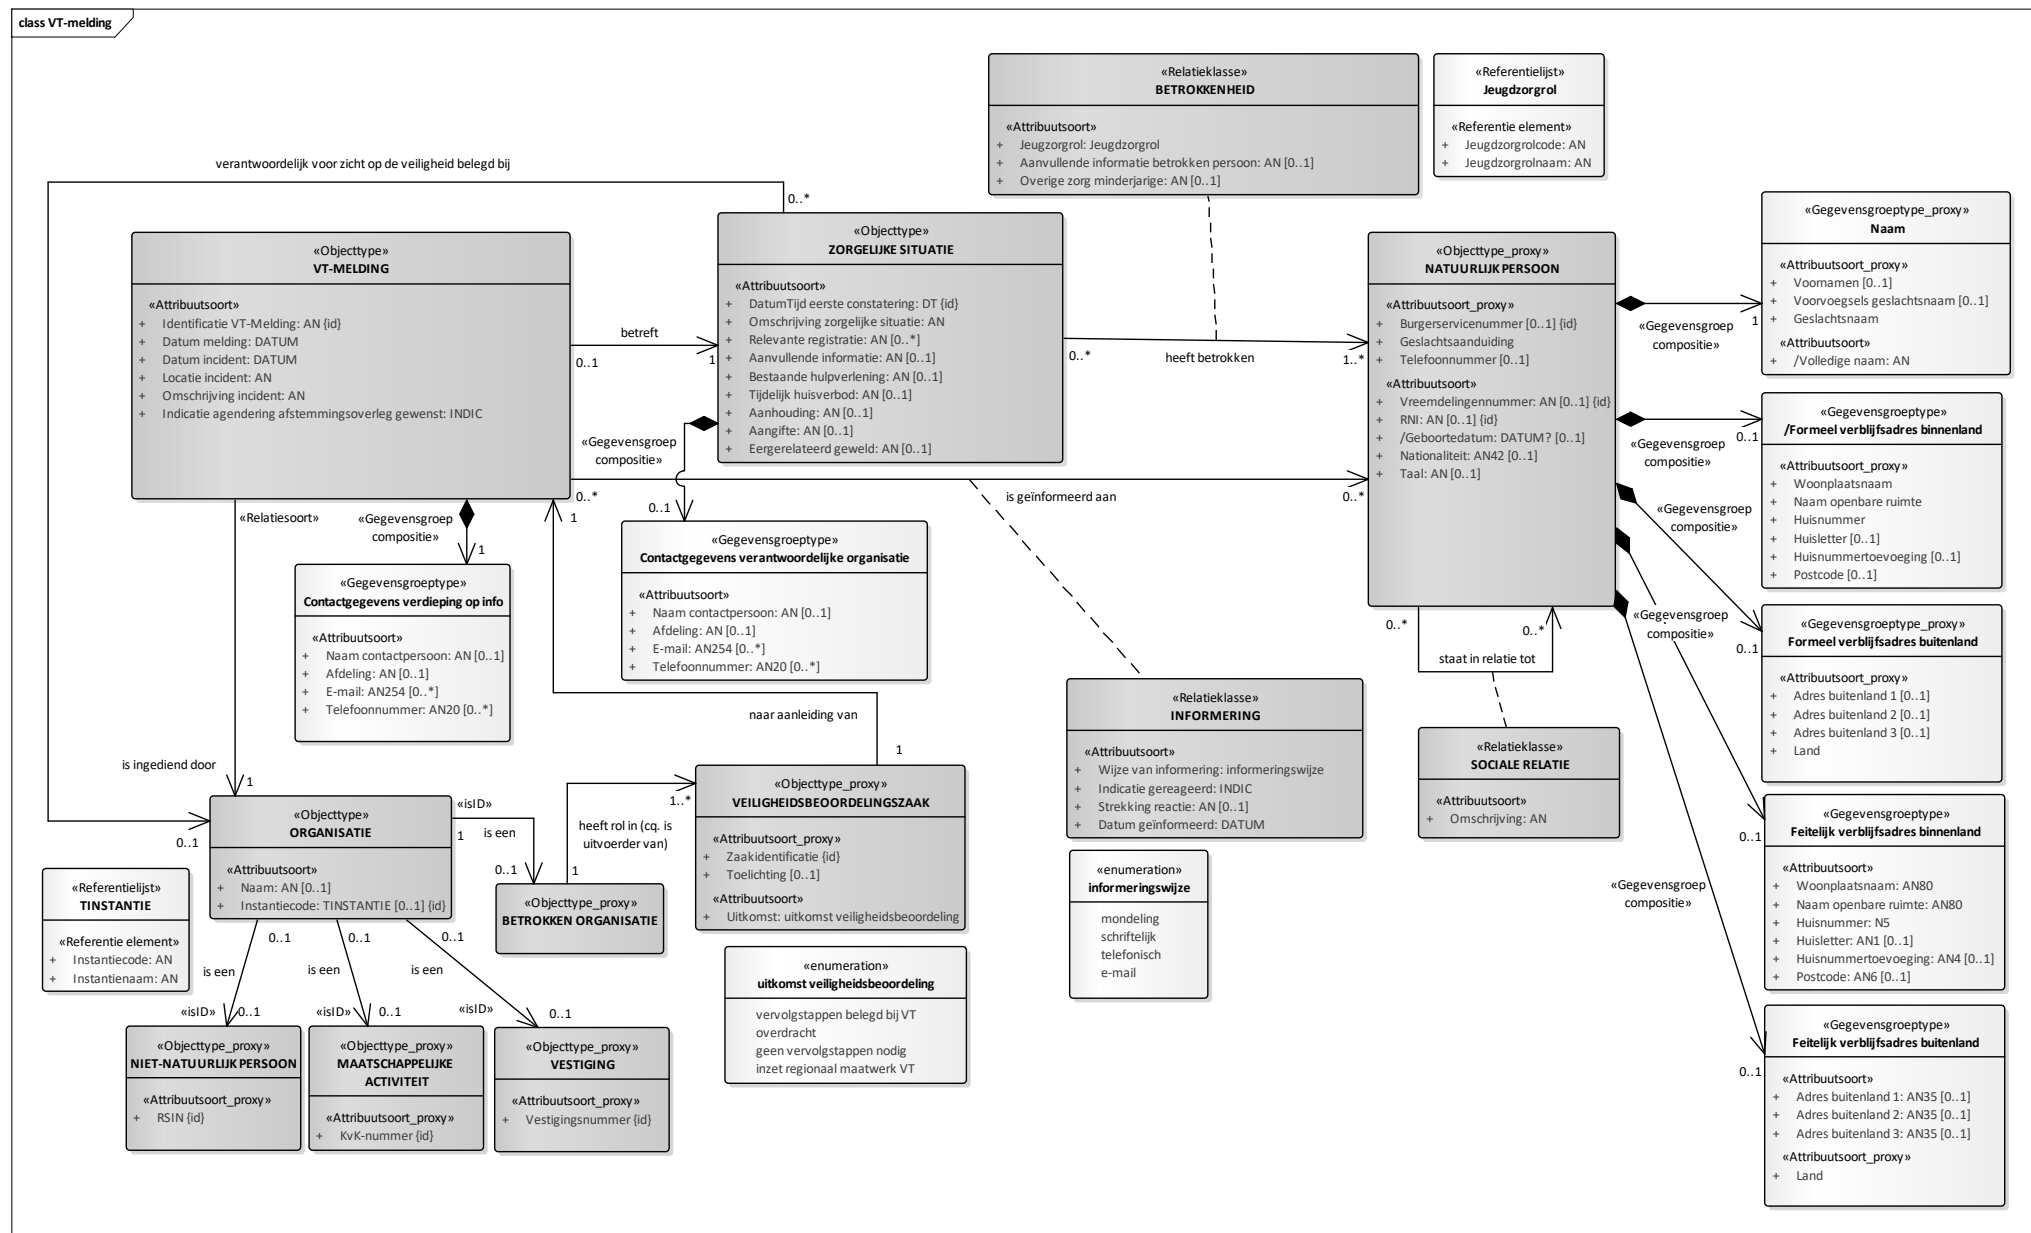 class VT-melding
«Relatieklasse»
BETROKKENHEID
«Attribuutsoort»
+ Jeugzorgrol: Jeugdzorgrol
+ Aanvullende informatie betrokken persoon: AN [0..1]
+ Overige zorg minderjarige: AN [0..1]
«Referentielijst»
Jeugdzorgrol
«Referentie element»
+ Jeugdzorgrolcode: AN
+ Jeugdzorgrolnaam: AN
verantwoordelijk voor zicht op de veiligheid belegd bij
0..*
«Objecttype»
VT-MELDING
«Attribuutsoort»
+ Identificatie VT-Melding: AN {id}
+ Datum melding: DATUM
+ Datum incident: DATUM
+ Locatie incident: AN
+ Omschrijving incident: AN
+ Indicatie agendering afstemmingsoverleg gewenst: INDIC
betreft
0..1
1
«Objecttype»
ZORGELIJKE SITUATIE
«Attribuutsoort»
+ DatumTijd eerste constatering: DT {id}
+ Omschrijving zorgelijke situatie: AN
+ Relevante registratie: AN [0..*]
+ Aanvullende informatie: AN [0..1]
+ Bestaande hulpverlening: AN [0..1]
+ Tijdelijk huisverbod: AN [0..1]
+ Aanhouding: AN [0..1]
+ Aangifte: AN [0..1]
+ Eergerelateerd geweld: AN [0..1]
0..*
heeft betrokken
1..*
«Objecttype_proxy»
NATUURLIJK PERSOON
«Attribuutsoort_proxy»
+ Burgerservicenummer [0..1] {id}
+ Geslachtsaanduiding
+ Telefoonnummer [0..1]
«Attribuutsoort»
+ Vreemdelingennummer: AN [0..1] {id}
+ RNI: AN [0..1] {id}
+ /Geboortedatum: DATUM? [0..1]
+ Nationaliteit: AN42 [0..1]
+ Taal: AN [0..1]
«Gegevensgroep
compositie»
1
«Gegevensgroeptype_proxy»
Naam
«Attribuutsoort_proxy»
+ Voornamen [0..1]
+ Voorvoegsels geslachtsnaam [0..1]
+ Geslachtsnaam
«Attribuutsoort»
+ /Volledige naam: AN
«Gegevensgroep
compositie»
0..1
«Gegevensgroeptype»
/Formeel verblijfsadres binnenland
«Attribuutsoort_proxy»
+ Woonplaatsnaam
+ Naam openbare ruimte
+ Huisnummer
+ Huisletter [0..1]
+ Huisnummertoevoeging [0..1]
+ Postcode [0..1]
«Gegevensgroep
compositie»
0..1
«Gegevensgroeptype_proxy»
Formeel verblijfsadres buitenland
«Attribuutsoort_proxy»
+ Adres buitenland 1 [0..1]
+ Adres buitenland 2 [0..1]
+ Adres buitenland 3 [0..1]
+ Land
«Gegevensgroep
compositie»
0..1
«Gegevensgroeptype»
Feitelijk verblijfsadres binnenland
«Attribuutsoort»
+ Woonplaatsnaam: AN80
+ Naam openbare ruimte: AN80
+ Huisnummer: N5
+ Huisletter: AN1 [0..1]
+ Huisnummertoevoeging: AN4 [0..1]
+ Postcode: AN6 [0..1]
«Gegevensgroep
compositie»
0..1
«Gegevensgroeptype»
Feitelijk verblijfsadres buitenland
«Attribuutsoort»
+ Adres buitenland 1: AN35 [0..1]
+ Adres buitenland 2: AN35 [0..1]
+ Adres buitenland 3: AN35 [0..1]
«Attribuutsoort_proxy»
+ Land
0..*
is geïnformeerd aan
0..*
«Gegevensgroep
compositie»
0..1
«Gegevensgroeptype»
Contactgegevens verantwoordelijke organisatie
«Attribuutsoort»
+ Naam contactpersoon: AN [0..1]
+ Afdeling: AN [0..1]
+ E-mail: AN254 [0..*]
+ Telefoonnummer: AN20 [0..*]
«Relatiesoort»
«Gegevensgroep
compositie»
1
1
«Gegevensgroeptype»
Contactgegevens verdieping op info
«Attribuutsoort»
+ Naam contactpersoon: AN [0..1]
+ Afdeling: AN [0..1]
+ E-mail: AN254 [0..*]
+ Telefoonnummer: AN20 [0..*]
naar aanleiding van
1
0..*
0..*
staat in relatie tot
«Relatieklasse»
SOCIALE RELATIE
«Attribuutsoort»
+ Omschrijving: AN
«Relatieklasse»
INFORMERING
«Attribuutsoort»
+ Wijze van informering: informeringswijze
+ Indicatie gereageerd: INDIC
+ Strekking reactie: AN [0..1]
+ Datum geïnformeerd: DATUM
«enumeration»
informeringswijze
mondeling
schriftelijk
telefonisch
e-mail
is ingediend door
1
0..1
«Objecttype»
ORGANISATIE
«Attribuutsoort»
+ Naam: AN [0..1]
+ Instantiecode: TINSTANTIE [0..1] {id}
«isID»
1
is een
0..1
«Objecttype_proxy»
BETROKKEN ORGANISATIE
1
heeft rol in (cq. is
uitvoerder van)
1..*
«Objecttype_proxy»
VEILIGHEIDSBEOORDELINGSZAAK
«Attribuutsoort_proxy»
+ Zaakidentificatie {id}
+ Toelichting [0..1]
«Attribuutsoort»
+ Uitkomst: uitkomst veiligheidsbeoordeling
«enumeration»
uitkomst veiligheidsbeoordeling
vervolgstappen belegd bij VT
overdracht
geen vervolgstappen nodig
inzet regionaal maatwerk VT
«Referentielijst»
TINSTANTIE
«Referentie element»
+ Instantiecode: AN
+ Instantienaam: AN
0..1
0..1
0..1
is een
is een
is een
«isID»
0..1
«isID»
0..1
«isID»
0..1
«Objecttype_proxy»
NIET-NATUURLIJK PERSOON
«Attribuutsoort_proxy»
+ RSIN {id}
«Objecttype_proxy»
MAATSCHAPPELIJKE
ACTIVITEIT
«Attribuutsoort_proxy»
+ KvK-nummer {id}
«Objecttype_proxy»
VESTIGING
«Attribuutsoort_proxy»
+ Vestigingsnummer {id}